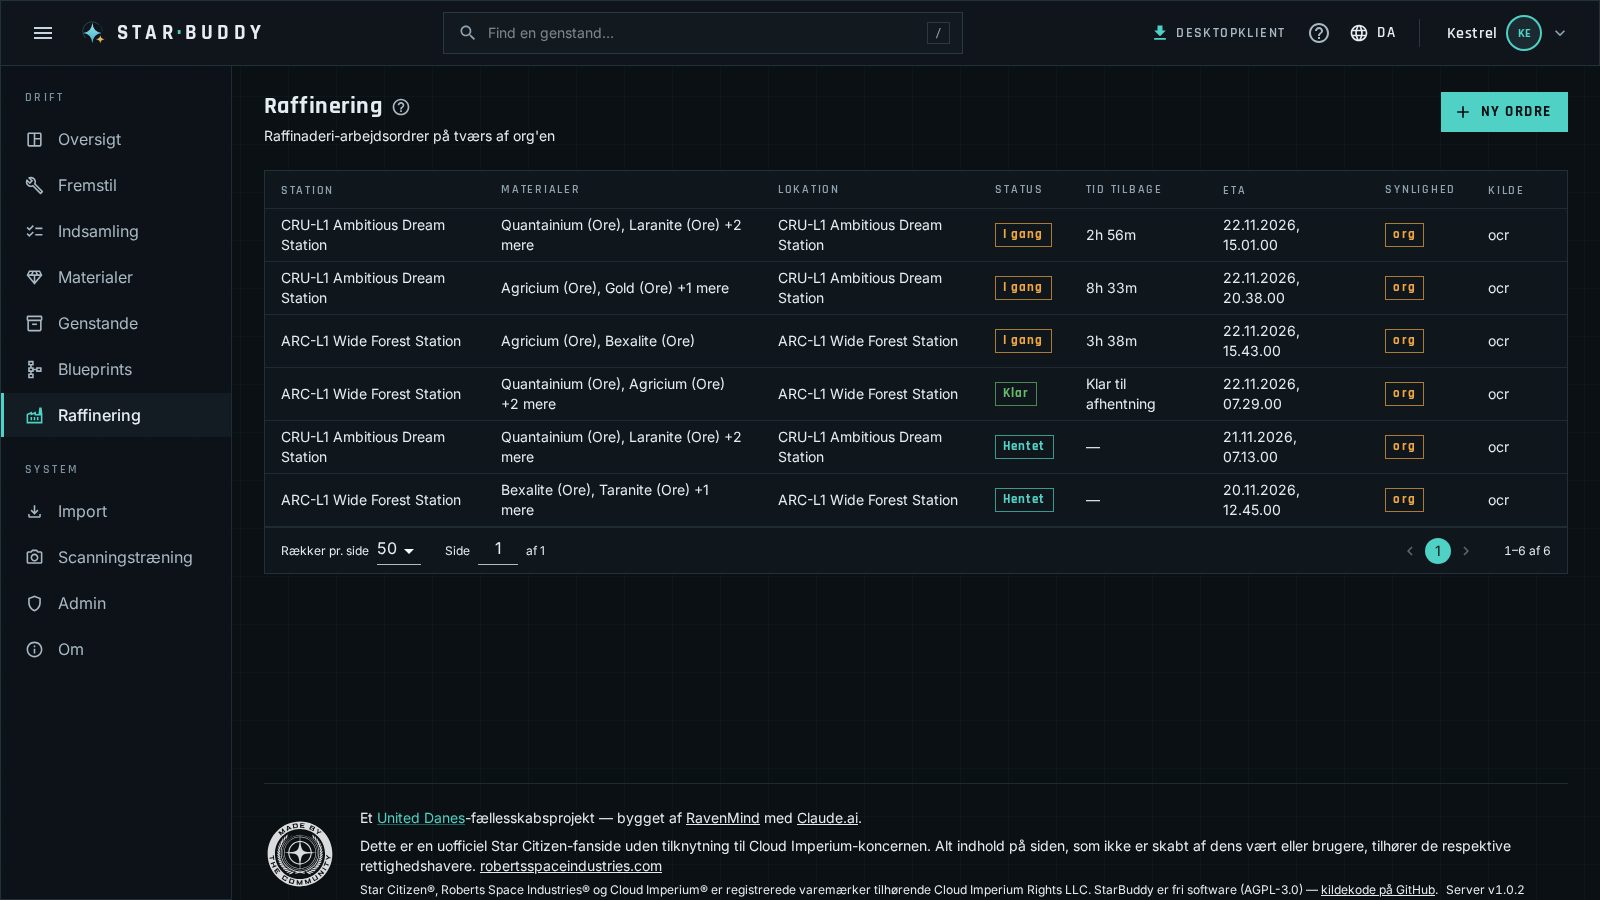 STAR·BUDDY
Find en genstand...
/
DESKTOPKLIENT
DA
Kestrel
KE
DRIFT
Oversigt
Fremstil
Indsamling
Materialer
Genstande
Blueprints
Raffinering
SYSTEM
Import
Scanningstræning
Admin
Om
Raffinering
Raffinaderi-arbejdsordrer på tværs af org'en
NY ORDRE
STATION MATERIALER LOKATION STATUS TID TILBAGE ETA SYNLIGHED KILDE
CRU-L1 Ambitious Dream Station Quantainium (Ore), Laranite (Ore) +2 mere CRU-L1 Ambitious Dream Station I gang 2h 56m 22.11.2026, 15.01.00 org ocr
CRU-L1 Ambitious Dream Station Agricium (Ore), Gold (Ore) +1 mere CRU-L1 Ambitious Dream Station I gang 8h 33m 22.11.2026, 20.38.00 org ocr
ARC-L1 Wide Forest Station Agricium (Ore), Bexalite (Ore) ARC-L1 Wide Forest Station I gang 3h 38m 22.11.2026, 15.43.00 org ocr
ARC-L1 Wide Forest Station Quantainium (Ore), Agricium (Ore) +2 mere ARC-L1 Wide Forest Station Klar Klar til afhentning 22.11.2026, 07.29.00 org ocr
CRU-L1 Ambitious Dream Station Quantainium (Ore), Laranite (Ore) +2 mere CRU-L1 Ambitious Dream Station Hentet — 21.11.2026, 07.13.00 org ocr
ARC-L1 Wide Forest Station Bexalite (Ore), Taranite (Ore) +1 mere ARC-L1 Wide Forest Station Hentet — 20.11.2026, 12.45.00 org ocr
Rækker pr. side 50 Side 1 af 1 1 1–6 af 6
MADE BY THE COMMUNITY
Et United Danes-fællesskabsprojekt — bygget af RavenMind med Claude.ai.
Dette er en uofficiel Star Citizen-fanside uden tilknytning til Cloud Imperium-koncernen. Alt indhold på siden, som ikke er skabt af dens vært eller brugere, tilhører de respektive
rettighedshavere. robertsspaceindustries.com
Star Citizen®, Roberts Space Industries® og Cloud Imperium® er registrerede varemærker tilhørende Cloud Imperium Rights LLC. StarBuddy er fri software (AGPL-3.0) — kildekode på GitHub. Server v1.0.2